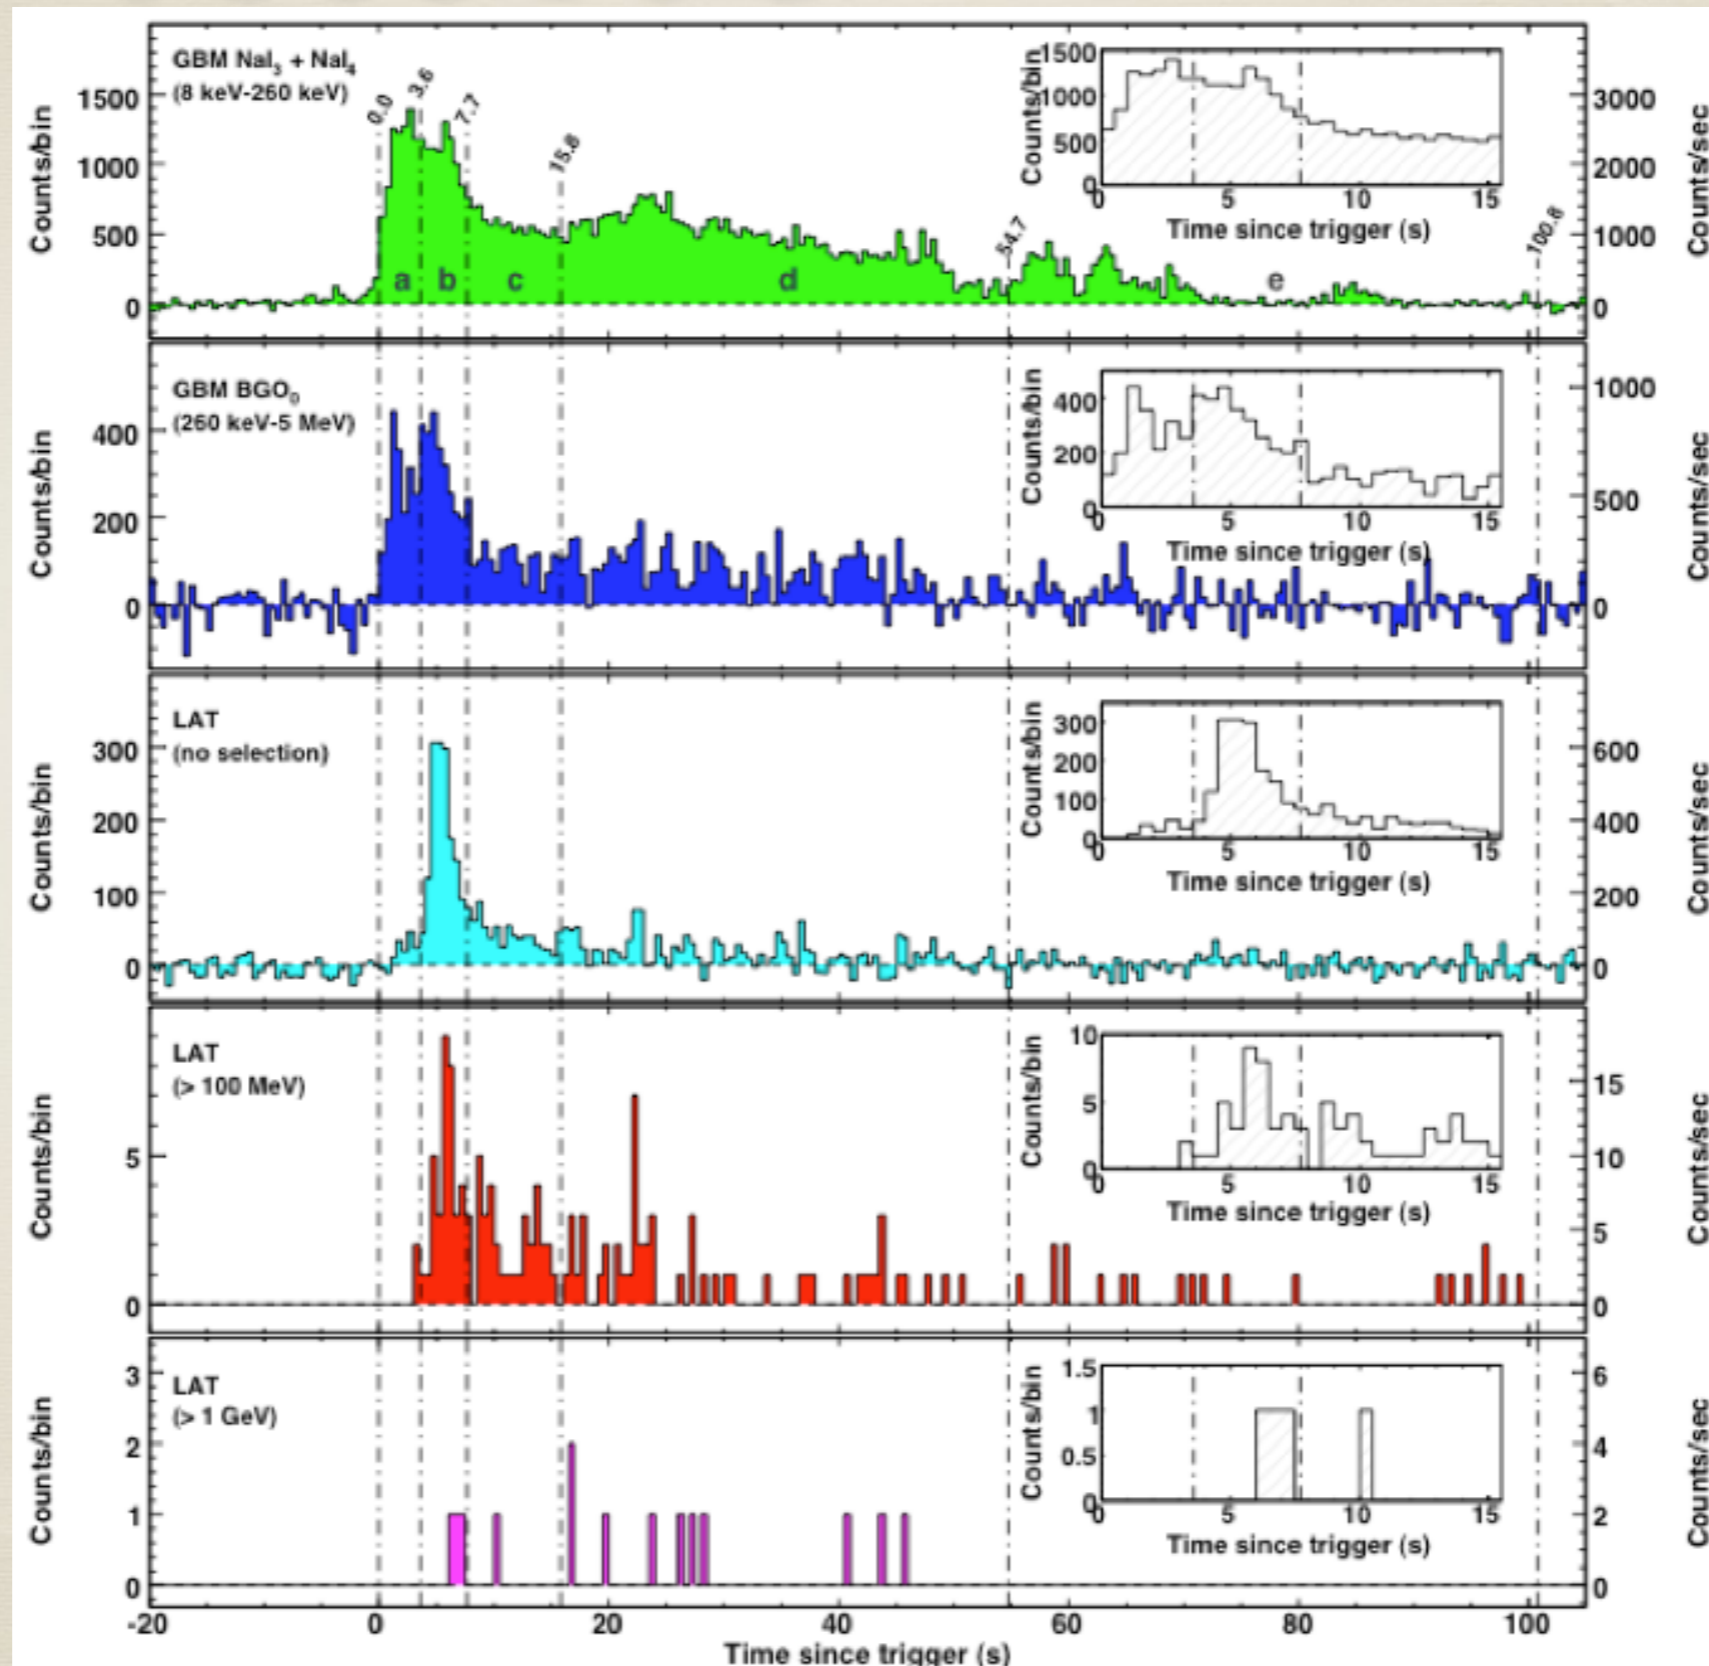 GBM NaI3 + NaI4
(8 keV-260 keV)
0.0
3.6
7.7
15.8
54.7
100.8
a b c d e
Counts/bin
1500
1000
500
0
Counts/sec
3000
2000
1000
0
Counts/bin
1500
1000
500
0
0 5 10 15
Time since trigger (s)
GBM BGO0
(260 keV-5 MeV)
Counts/bin
400
200
0
Counts/sec
1000
500
0
Counts/bin
400
200
0
0 5 10 15
Time since trigger (s)
LAT
(no selection)
Counts/bin
300
200
100
0
Counts/sec
600
400
200
0
Counts/bin
300
200
100
0
0 5 10 15
Time since trigger (s)
LAT
(> 100 MeV)
Counts/bin
5
0
Counts/sec
15
10
5
0
Counts/bin
10
5
0
0 5 10 15
Time since trigger (s)
LAT
(> 1 GeV)
Counts/bin
3
2
1
0
Counts/sec
6
4
2
0
Counts/bin
1.5
1
0.5
0
0 5 10 15
Time since trigger (s)
-20 0 20 40 60 80 100
Time since trigger (s)